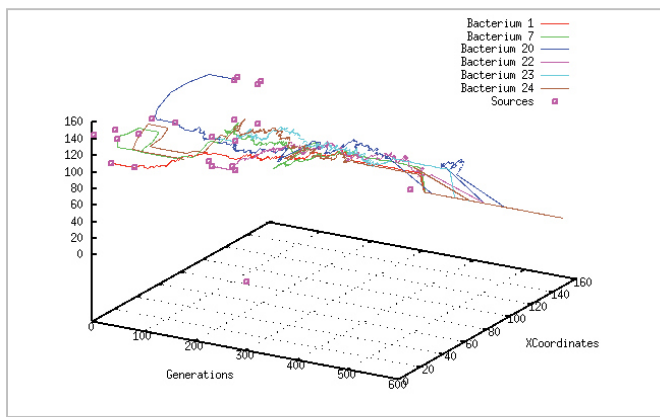 Bacterium 1
Bacterium 7
Bacterium 20
Bacterium 22
Bacterium 23
Bacterium 24
Sources
160
140
120
100
80
60
40
20
0
0
100
200
300
400
500
600
Generations
0
20
40
60
80
100
120
140
160
XCoordinates